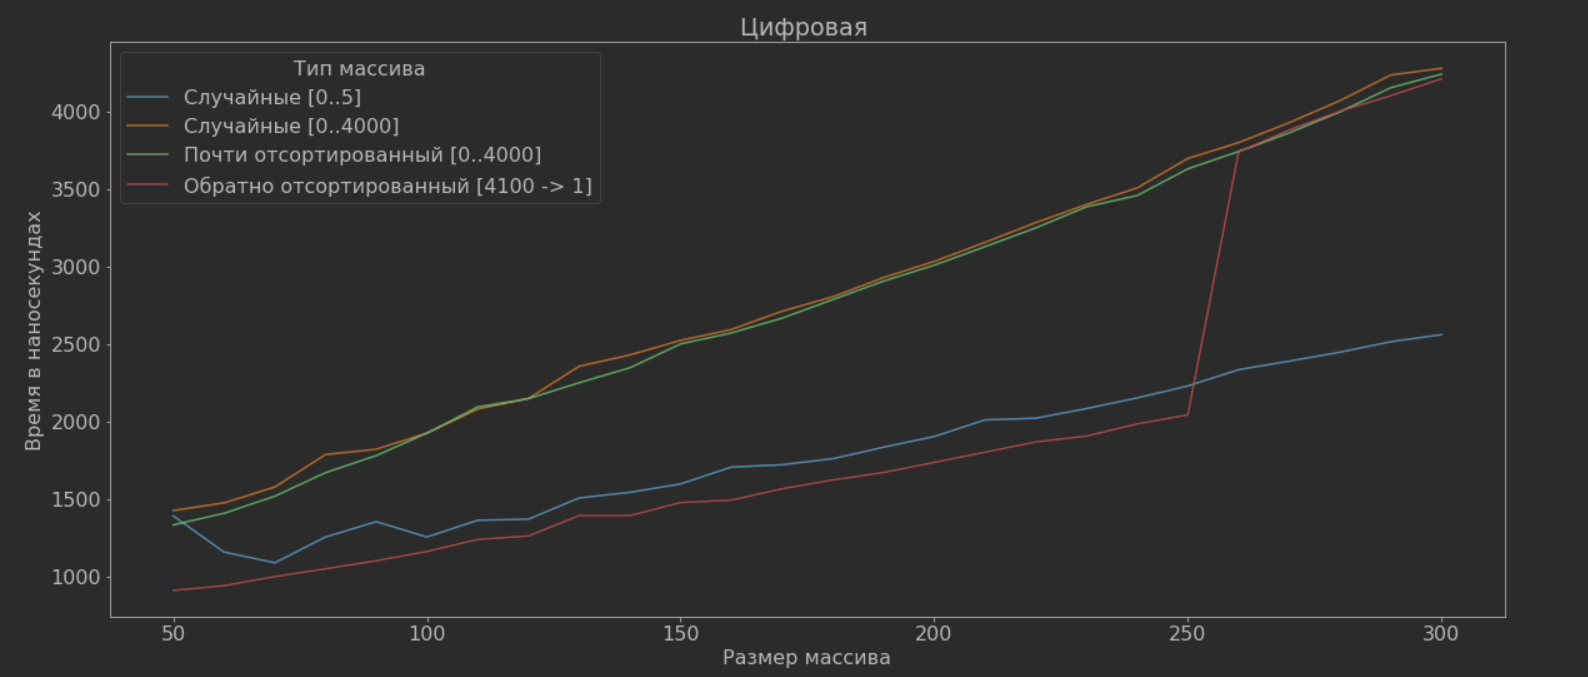 Цифровая
Тип массива
Случайные [0..5]
Случайные [0..4000]
Почти отсортированный [0..4000]
Обратно отсортированный [4100 -> 1]
Время в наносекундах
4000
3500
3000
2500
2000
1500
1000
50 100 150 200 250 300
Размер массива